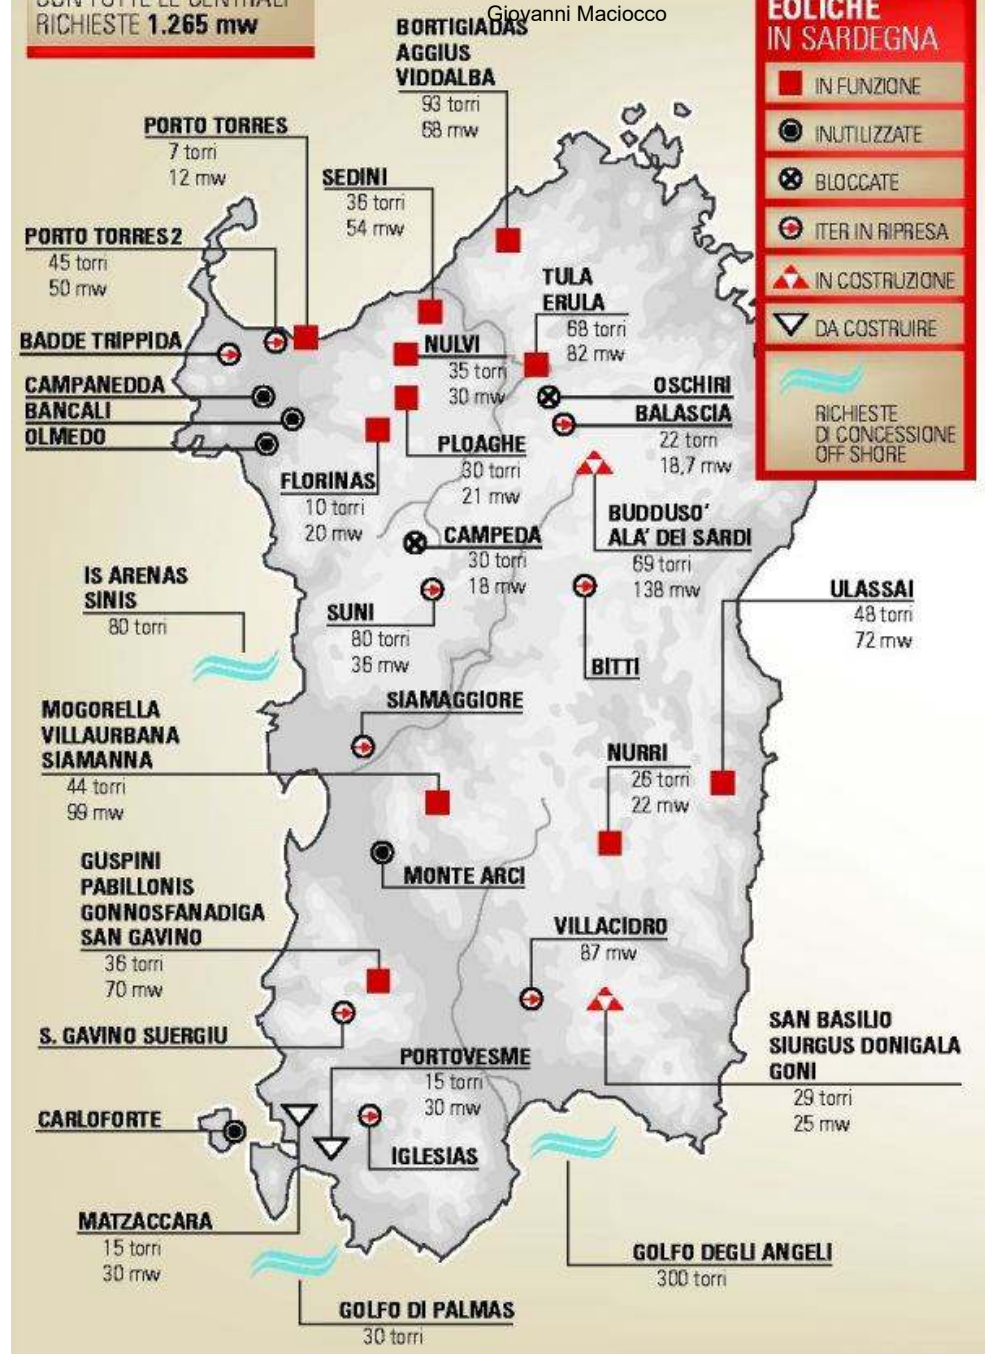 CON TUTTE LE CENTRALI
RICHIESTE 1.265 mw
Giovanni Maciocco
EOLICHE
IN SARDEGNA
IN FUNZIONE
INUTILIZZATE
BLOCCATE
ITER IN RIPRESA
IN COSTRUZIONE
DA COSTRUIRE
RICHIESTE
DI CONCESSIONE
OFF SHORE
BORTIGIADAS
AGGIUS
VIDDALBA
93 torri
68 mw
PORTO TORRES
7 torri
12 mw
SEDINI
36 torri
54 mw
PORTO TORRES 2
45 torri
50 mw
TULA
ERULA
68 torri
82 mw
BADDE TRIPPIDA
NULVI
35 torri
30 mw
CAMPANEDDA
BANCALI
OLMEDO
OSCHIRI
BALASCIA
22 torri
18,7 mw
PLOAGHE
30 torri
21 mw
FLORINAS
10 torri
20 mw
BUDDUSO'
ALA' DEI SARDI
69 torri
138 mw
CAMPEDA
30 torri
18 mw
IS ARENAS
SINIS
80 torri
SUNI
80 torri
36 mw
ULASSAI
48 torri
72 mw
BITTI
SIAMAGGIORE
MOGORELLA
VILLAURBANA
SIAMANNA
44 torri
99 mw
NURRI
26 torri
22 mw
MONTE ARCI
GUSPINI
PABILLONIS
GONNOSFANADIGA
SAN GAVINO
36 torri
70 mw
VILLACIDRO
87 mw
S. GAVINO SUERGIU
SAN BASILIO
SIURGUS DONIGALA
GONI
29 torri
25 mw
PORTOVESME
15 torri
30 mw
CARLOFORTE
IGLESIAS
MATZACCARA
15 torri
30 mw
GOLFO DEGLI ANGELI
300 torri
GOLFO DI PALMAS
30 torri